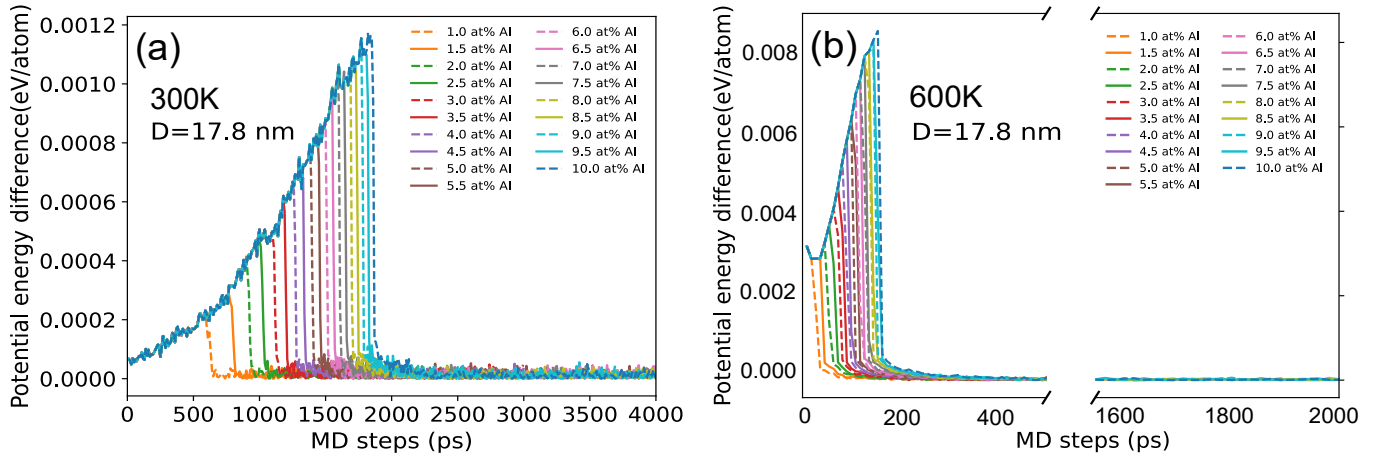 (a)
300K
D=17.8 nm
Potential energy difference(eV/atom)
0.0012
0.0010
0.0008
0.0006
0.0004
0.0002
0.0000
1.0 at% Al
1.5 at% Al
2.0 at% Al
2.5 at% Al
3.0 at% Al
3.5 at% Al
4.0 at% Al
4.5 at% Al
5.0 at% Al
5.5 at% Al
6.0 at% Al
6.5 at% Al
7.0 at% Al
7.5 at% Al
8.0 at% Al
8.5 at% Al
9.0 at% Al
9.5 at% Al
10.0 at% Al
0 500 1000 1500 2000 2500 3000 3500 4000
MD steps (ps)
(b)
600K
D=17.8 nm
Potential energy difference(eV/atom)
0.008
0.006
0.004
0.002
0.000
1.0 at% Al
1.5 at% Al
2.0 at% Al
2.5 at% Al
3.0 at% Al
3.5 at% Al
4.0 at% Al
4.5 at% Al
5.0 at% Al
5.5 at% Al
6.0 at% Al
6.5 at% Al
7.0 at% Al
7.5 at% Al
8.0 at% Al
8.5 at% Al
9.0 at% Al
9.5 at% Al
10.0 at% Al
0 200 400 1600 1800 2000
MD steps (ps)